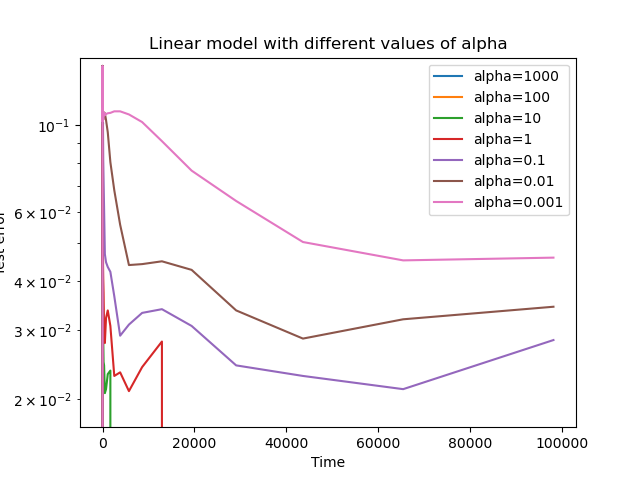 Linear model with different values of alpha
alpha=1000
alpha=100
alpha=10
alpha=1
alpha=0.1
alpha=0.01
alpha=0.001
10⁻¹
6 × 10⁻²
4 × 10⁻²
3 × 10⁻²
2 × 10⁻²
error
0
20000
40000
60000
80000
100000
Time